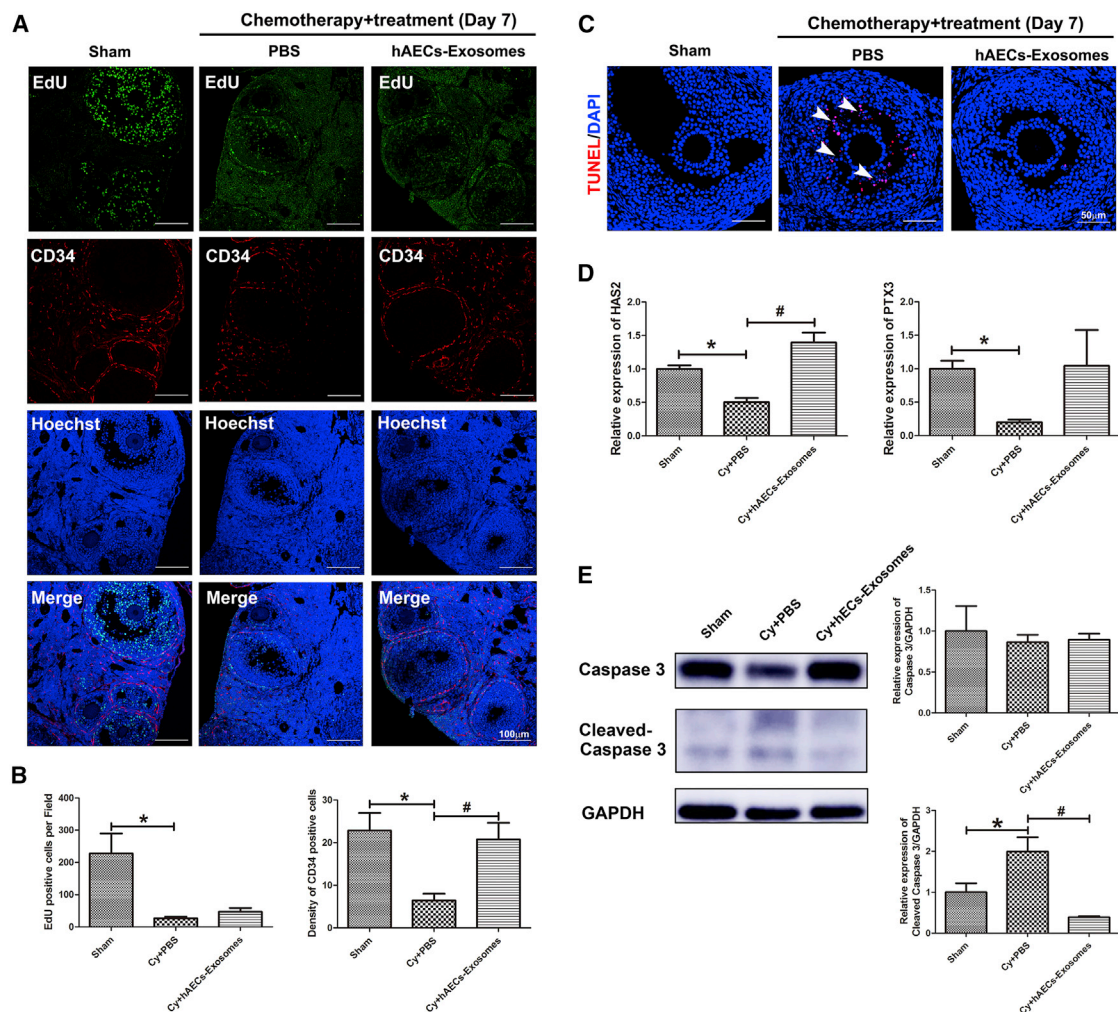 A
Chemotherapy+treatment (Day 7)
Sham
PBS
hAECs-Exosomes
EdU
EdU
EdU
CD34
CD34
CD34
Hoechst
Hoechst
Hoechst
Merge
Merge
Merge
100μm
B
EdU positive cells per Field
400
300
200
100
0
*
Sham
Cy+PBS
Cy+hAECs-Exosomes
Density of CD34 positive cells
30
20
10
0
*
#
Sham
Cy+PBS
Cy+hAECs-Exosomes
C
Chemotherapy+treatment (Day 7)
Sham
PBS
hAECs-Exosomes
TUNEL/DAPI
50μm
D
Relative expression of HAS2
2.0
1.5
1.0
0.5
0.0
*
#
Sham
Cy+PBS
Cy+hAECs-Exosomes
Relative expression of PTX3
2.0
1.5
1.0
0.5
0.0
*
Sham
Cy+PBS
Cy+hAECs-Exosomes
E
Sham
Cy+PBS
Cy+hECs-Exosomes
Caspase 3
Cleaved-
Caspase 3
GAPDH
Relative expression of
Caspase 3/GAPDH
1.5
1.0
0.5
0.0
Sham
Cy+PBS
Cy+hAECs-Exosomes
Relative expression of
Cleaved Caspase 3/GAPDH
3
2
1
0
*
#
Sham
Cy+PBS
Cy+hAECs-Exosomes